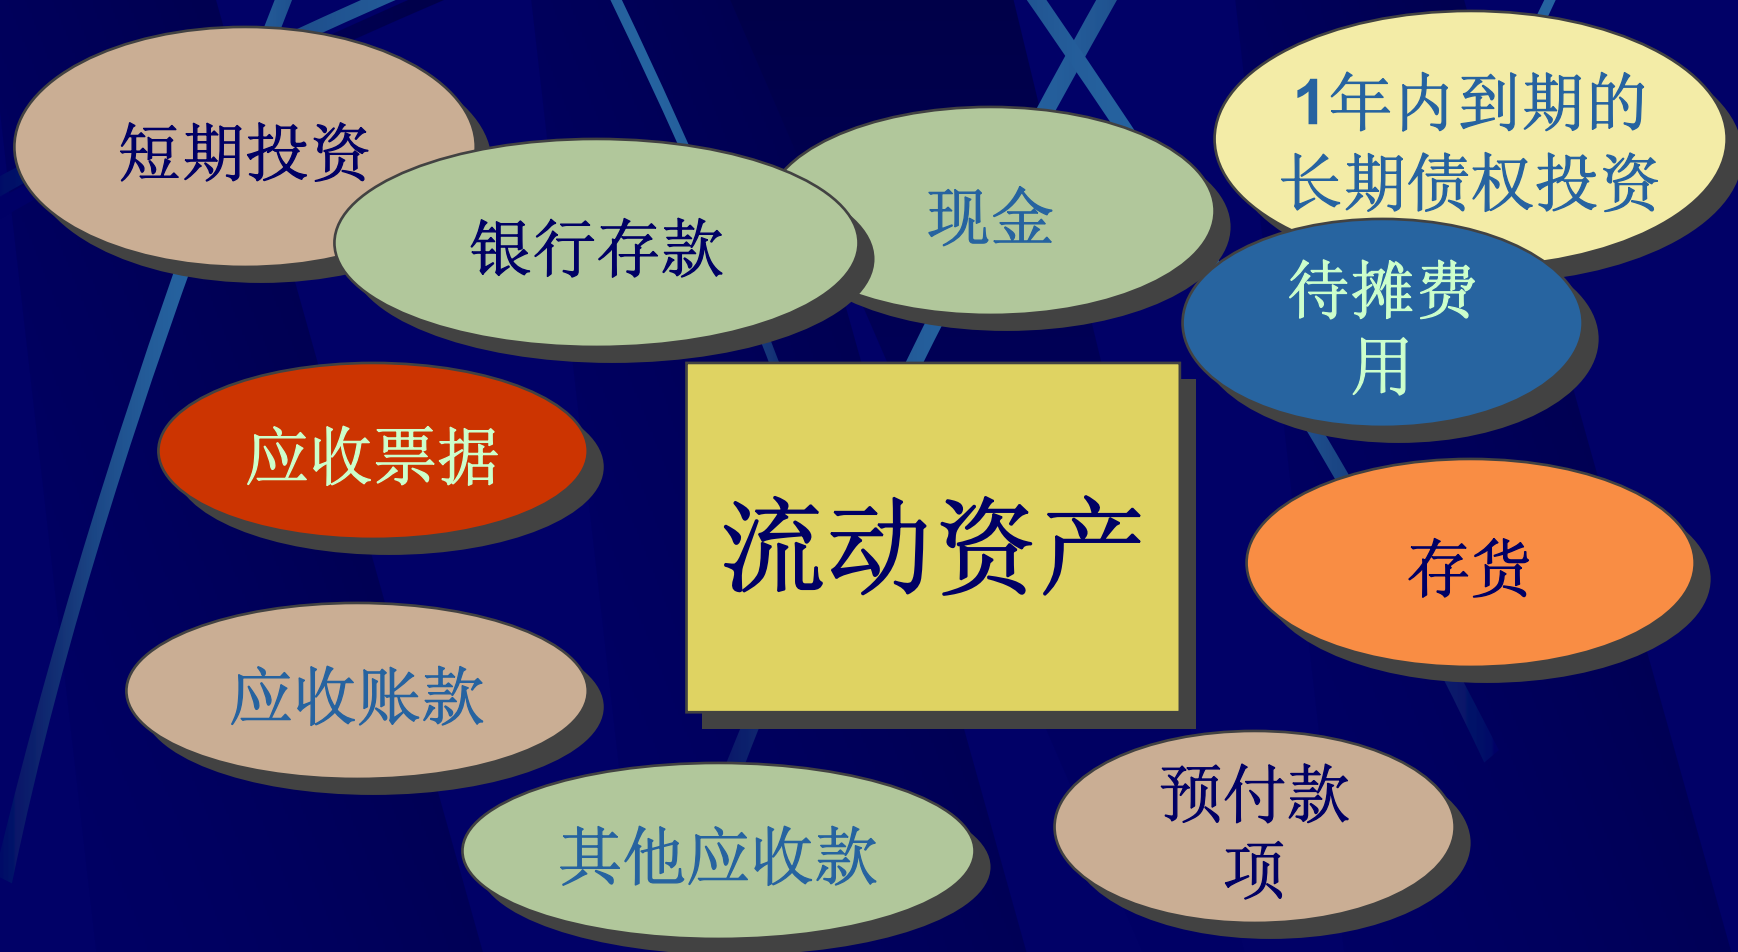 短期投资
银行存款
现金
1年内到期的
长期债权投资
待摊费
用
应收票据
流动资产
存货
应收账款
其他应收款
预付款
项